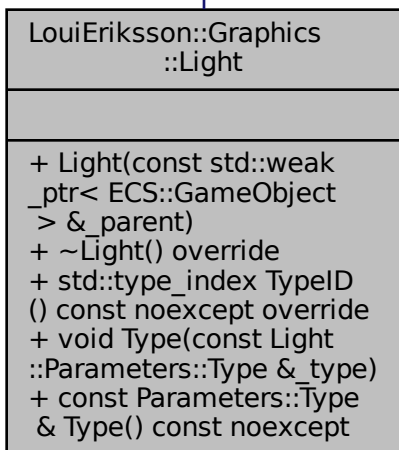 LouiEriksson::Graphics
::Light
+ Light(const std::weak
_ptr< ECS::GameObject
> &_parent)
+ ~Light() override
+ std::type_index TypeID
() const noexcept override
+ void Type(const Light
::Parameters::Type &_type)
+ const Parameters::Type
& Type() const noexcept